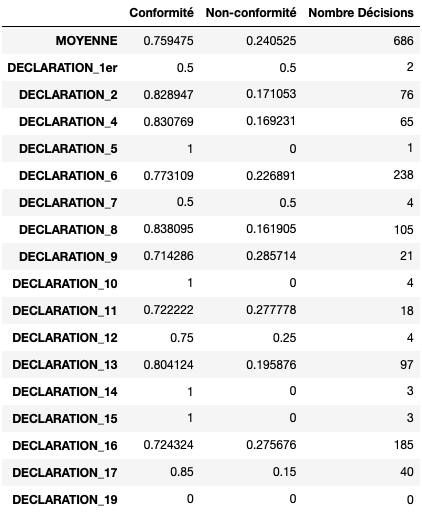 Conformité Non-conformité Nombre Décisions
MOYENNE 0.759475 0.240525 686
DECLARATION_1er 0.5 0.5 2
DECLARATION_2 0.828947 0.171053 76
DECLARATION_4 0.830769 0.169231 65
DECLARATION_5 1 0 1
DECLARATION_6 0.773109 0.226891 238
DECLARATION_7 0.5 0.5 4
DECLARATION_8 0.838095 0.161905 105
DECLARATION_9 0.714286 0.285714 21
DECLARATION_10 1 0 4
DECLARATION_11 0.722222 0.277778 18
DECLARATION_12 0.75 0.25 4
DECLARATION_13 0.804124 0.195876 97
DECLARATION_14 1 0 3
DECLARATION_15 1 0 3
DECLARATION_16 0.724324 0.275676 185
DECLARATION_17 0.85 0.15 40
DECLARATION_19 0 0 0